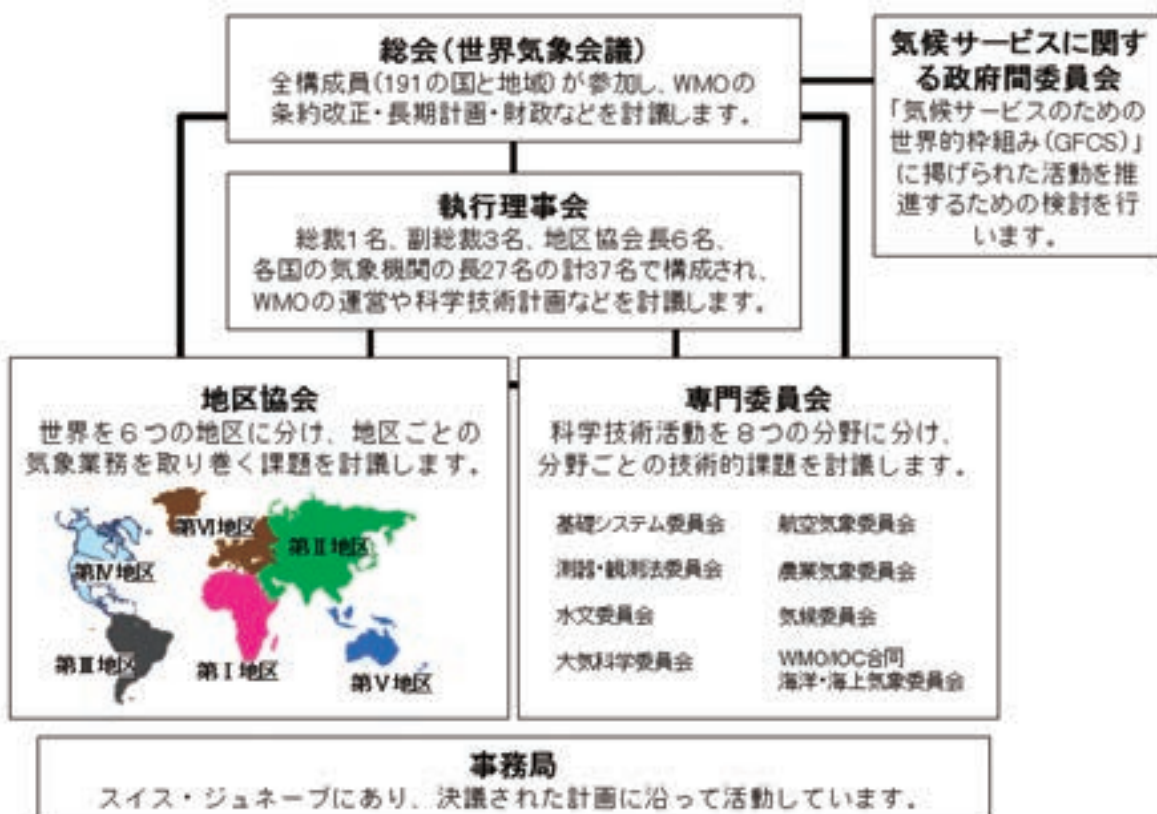 総会(世界気象会議)
全構成員(191の国と地域)が参加し、WMOの
条約改正・長期計画・財政などを討議します。
気候サービスに関す
る政府間委員会
「気候サービスのための
世界的枠組み(GFCS)」
に掲げられた活動を推
進するための検討を行
います。
執行理事会
総裁1名、副総裁3名、地区協会長6名、
各国の気象機関の長27名の計37名で構成され、
WMOの運営や科学技術計画などを討議します。
地区協会
世界を6つの地区に分け、地区ごとの
気象業務を取り巻く課題を討議します。
第Ⅵ地区
第Ⅱ地区
第Ⅳ地区
第Ⅲ地区
第Ⅰ地区
第Ⅴ地区
専門委員会
科学技術活動を8つの分野に分け、
分野ごとの技術的課題を討議します。
基礎システム委員会
航空気象委員会
測器・観測法委員会
農業気象委員会
水文委員会
気候委員会
大気科学委員会
WMO/IOC合同
海洋・海上気象委員会
事務局
スイス・ジュネーブにあり、決議された計画に沿って活動しています。